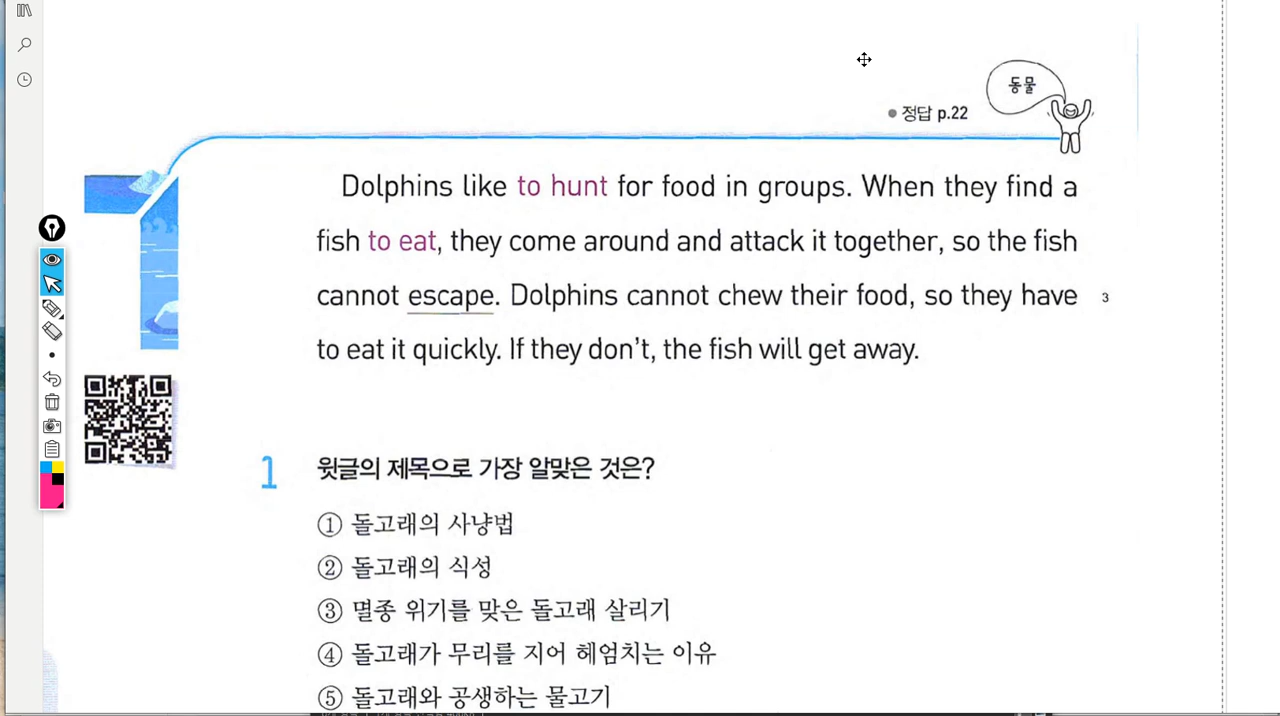 동물
● 정답 p.22
Dolphins like to hunt for food in groups. When they find a
fish to eat, they come around and attack it together, so the fish
cannot escape. Dolphins cannot chew their food, so they have 3
to eat it quickly. If they don't, the fish will get away.
1 윗글의 제목으로 가장 알맞은 것은?
① 돌고래의 사냥법
② 돌고래의 식성
③ 멸종 위기를 맞은 돌고래 살리기
④ 돌고래가 무리를 지어 헤엄치는 이유
⑤ 돌고래와 공생하는 물고기